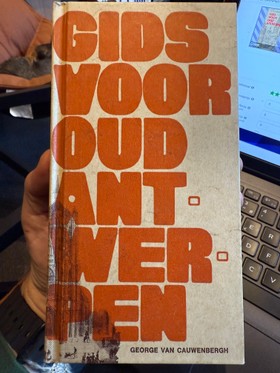 GIDS
VOOR
OUD
ANT-
WER-
PEN
GEORGE VAN CAUWENBERGH